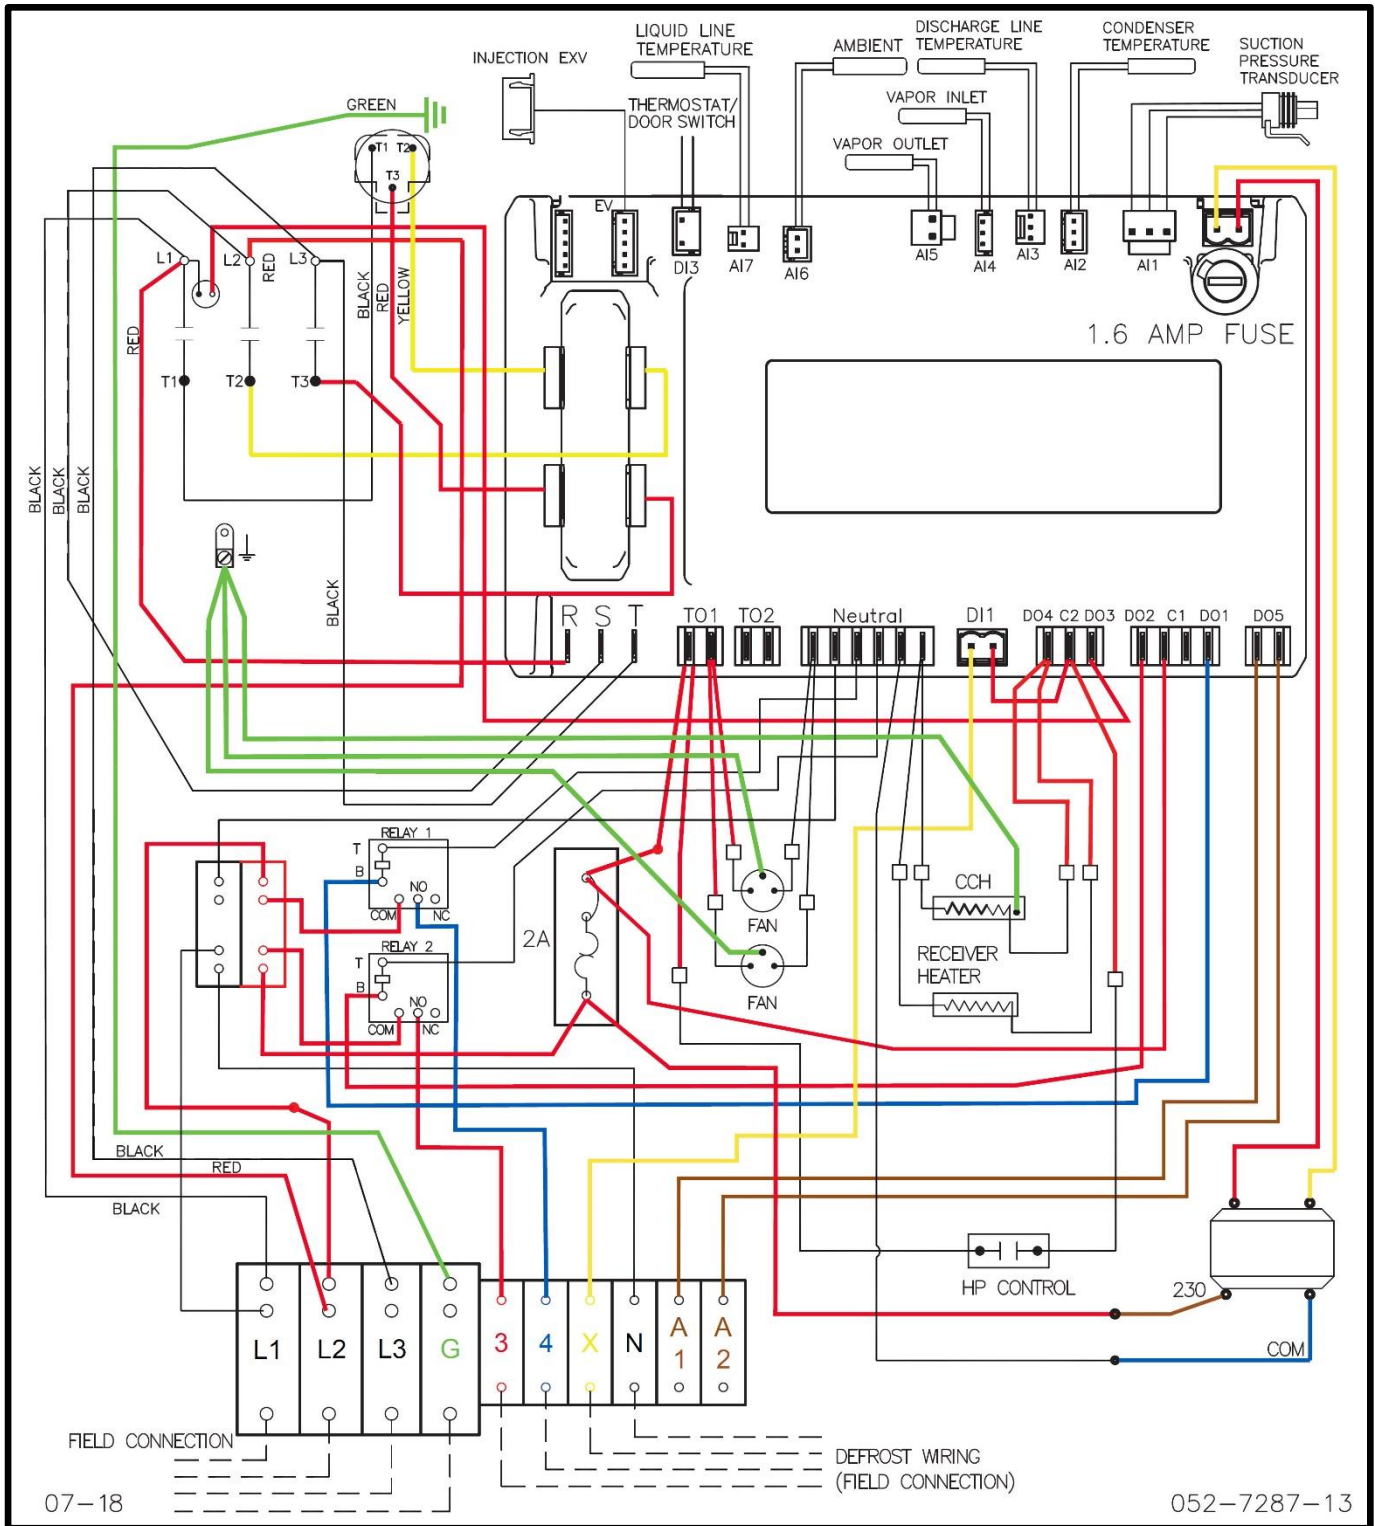 INJECTION EXV
LIQUID LINE
TEMPERATURE
THERMOSTAT/
DOOR SWITCH
AMBIENT
DISCHARGE LINE
TEMPERATURE
VAPOR INLET
VAPOR OUTLET
CONDENSER
TEMPERATURE
SUCTION
PRESSURE
TRANSDUCER
GREEN
T1 T2
T3
EV
DI3
AI7
AI6
AI5
AI4
AI3
AI2
AI1
1.6 AMP FUSE
L1
L2
RED
L3
RED
BLACK
RED
YELLOW
T1
T2
T3
BLACK
BLACK
BLACK
BLACK
R S T
TO1
TO2
Neutral
DI1
DO4 C2 DO3
DO2 C1 DO1
DO5
RELAY 1
T
B
NO
COM
NC
RELAY 2
T
B
NO
COM
NC
2A
FAN
FAN
CCH
RECEIVER
HEATER
BLACK
RED
BLACK
HP CONTROL
230
COM
L1 L2 L3 G 3 4 X N A1 A2
FIELD CONNECTION
DEFROST WIRING
(FIELD CONNECTION)
07-18
052-7287-13